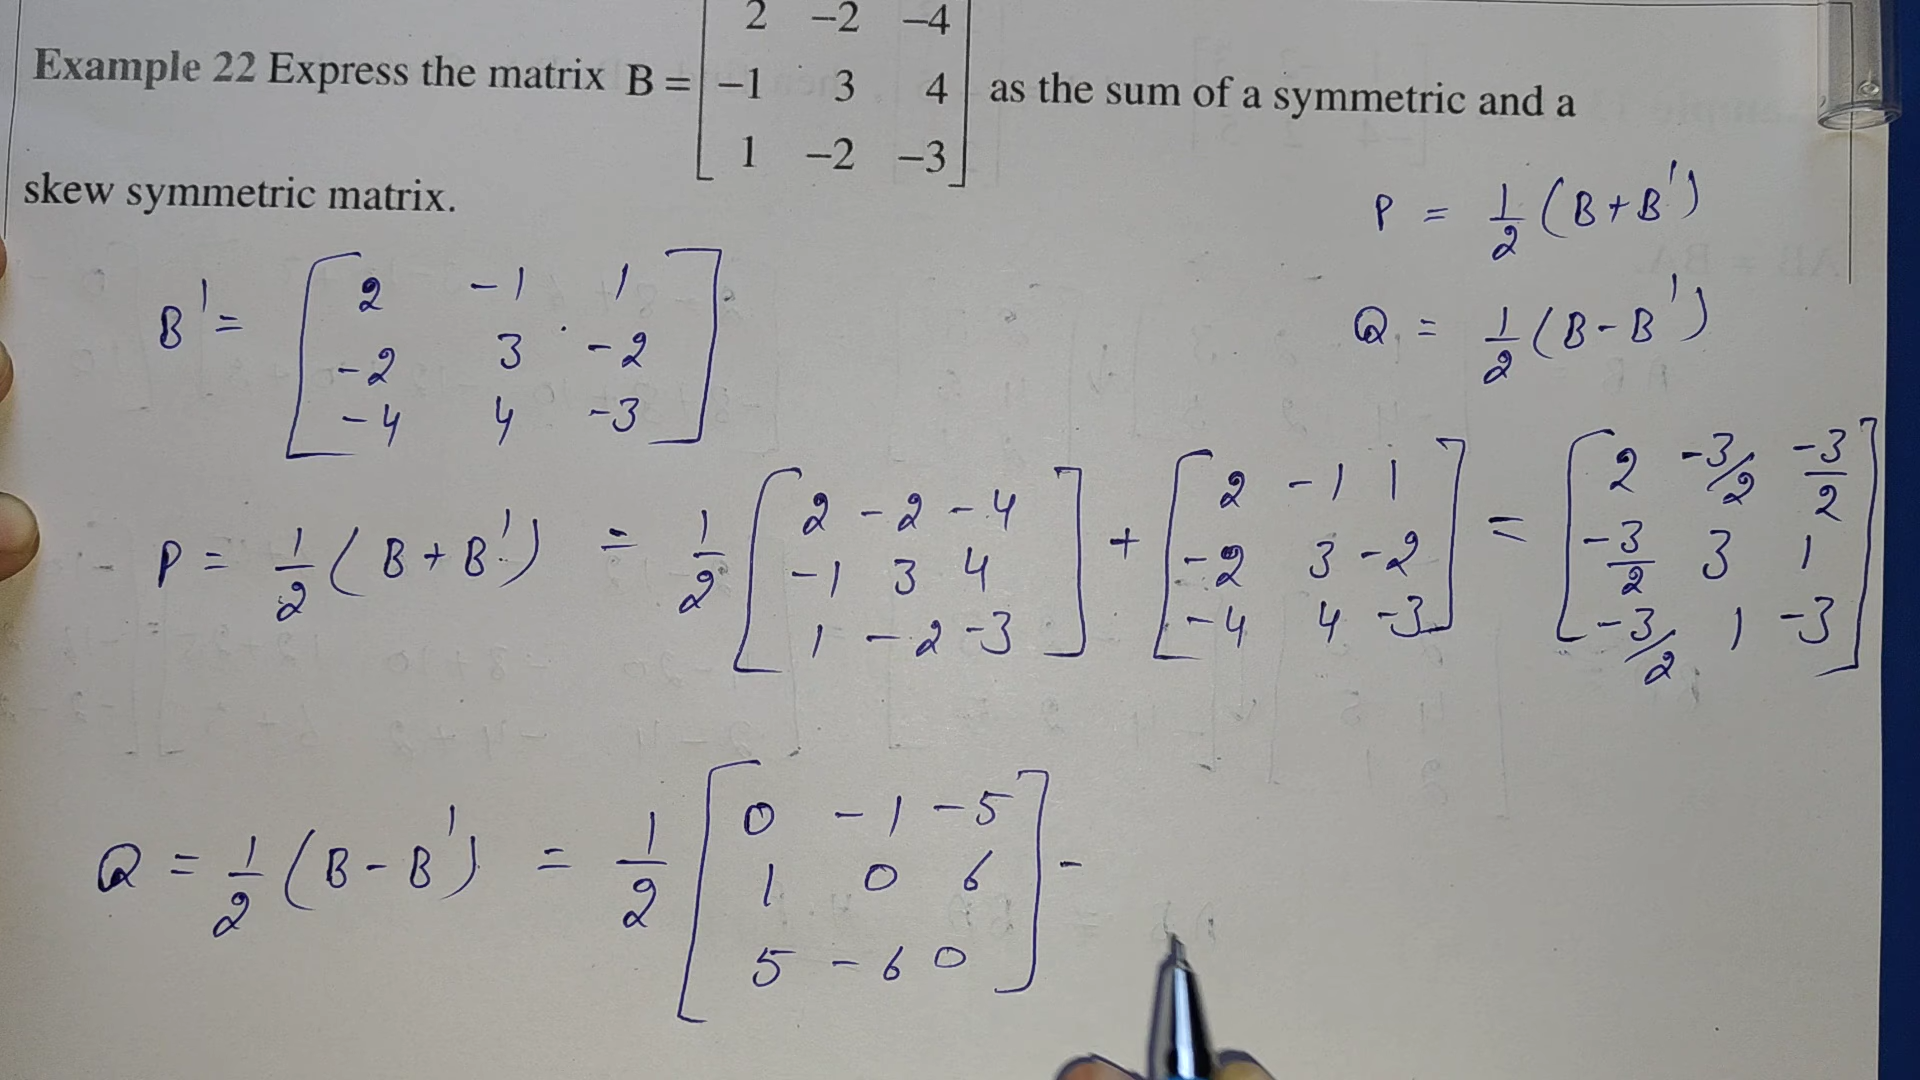 2 −2 −4
Example 22 Express the matrix B = −1 3 4 as the sum of a symmetric and a
1 −2 −3
skew symmetric matrix.
P = 1/2 (B+B')
Q = 1/2 (B-B')
B' = [2 -1 1
-2 3 -2
-4 4 -3]
P = 1/2 (B+B') = 1/2 [2 -2 -4
-1 3 4
1 -2 -3] + [2 -1 1
-2 3 -2
-4 4 -3] = [2 -3/2 -3/2
-3/2 3 1
-3/2 1 -3]
Q = 1/2 (B-B') = 1/2 [0 -1 -5
1 0 6
5 -6 0] -